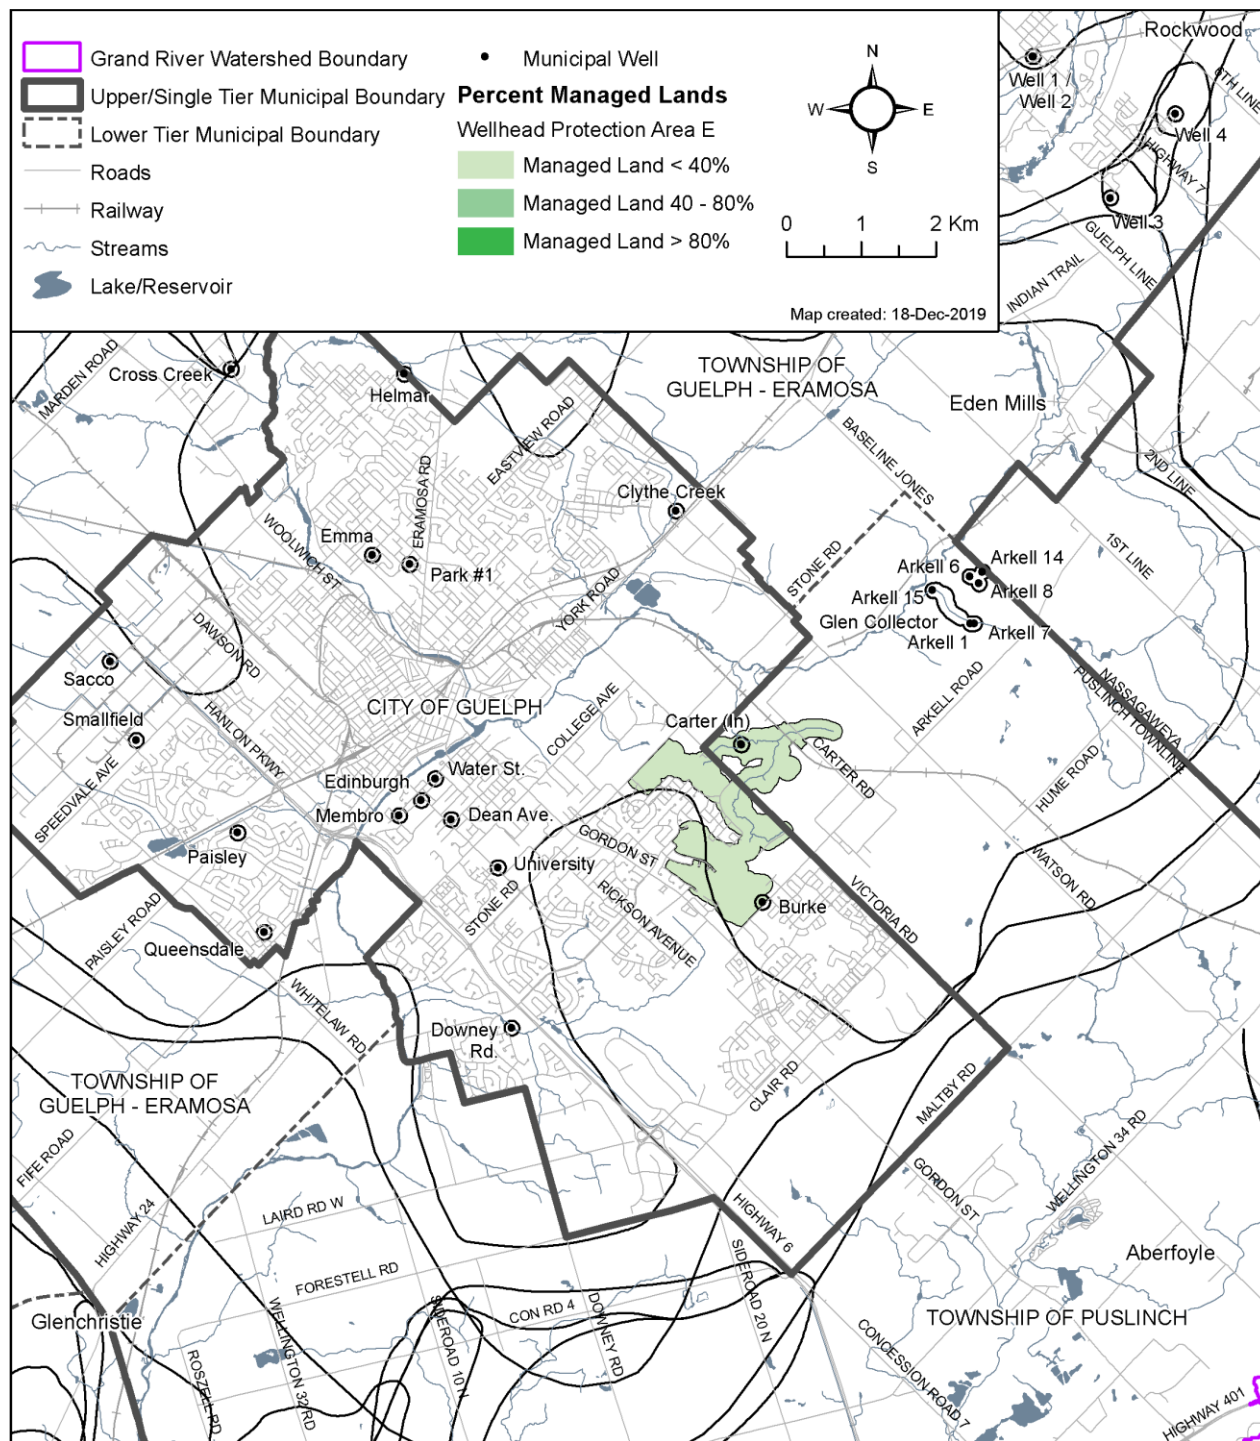 Grand River Watershed Boundary
Upper/Single Tier Municipal Boundary
Lower Tier Municipal Boundary
Roads
Railway
Streams
Lake/Reservoir
Municipal Well
Percent Managed Lands
Wellhead Protection Area E
Managed Land < 40%
Managed Land 40 - 80%
Managed Land > 80%
N
W
E
S
0
1
2 Km
Map created: 18-Dec-2019
Rockwood
Well 1 /
Well 2
6TH LINE
Well 4
HIGHWAY 7
Well 3
GUELPH LINE
INDIAN TRAIL
MARDEN ROAD
Cross Creek
Helmar
TOWNSHIP OF
GUELPH - ERAMOSA
Eden Mills
EASTVIEW ROAD
ERAMOSA RD
BASELINE JONES
2ND LINE
Clythe Creek
WOOLWICH ST
Emma
Park #1
YORK ROAD
STONE RD
1ST LINE
Arkell 14
Arkell 6
Arkell 8
Arkell 15
Glen Collector
Arkell 1
Arkell 7
DAWSON RD
Sacco
Smallfield
HANLON PKWY
CITY OF GUELPH
COLLEGE AVE
Carter (In)
ARKELL ROAD
NASSAGAWEYA
PUSLINCH TOWNLINE
CARTER RD
HUME ROAD
SPEEDVALE AVE
Edinburgh
Water St.
Membro
Dean Ave.
Paisley
GORDON ST
University
STONE RD
RICKSON AVENUE
Burke
VICTORIA RD
WATSON RD
PAISLEY ROAD
Queensdale
WHITELAW RD
Downey
Rd.
CLAIR RD
MALTBY RD
TOWNSHIP OF
GUELPH - ERAMOSA
FIFE ROAD
HIGHWAY 24
LAIRD RD W
HIGHWAY 6
GORDON ST
WELLINGTON 34 RD
Aberfoyle
FORESTELL RD
SIDEROAD 20 N
CON RD 4
DOWNEY RD
SIDEROAD 10 N
WELLINGTON 32 RD
Glenchristie
ROSZELL RD
TOWNSHIP OF PUSLINCH
CONCESSION ROAD 7
HIGHWAY 401